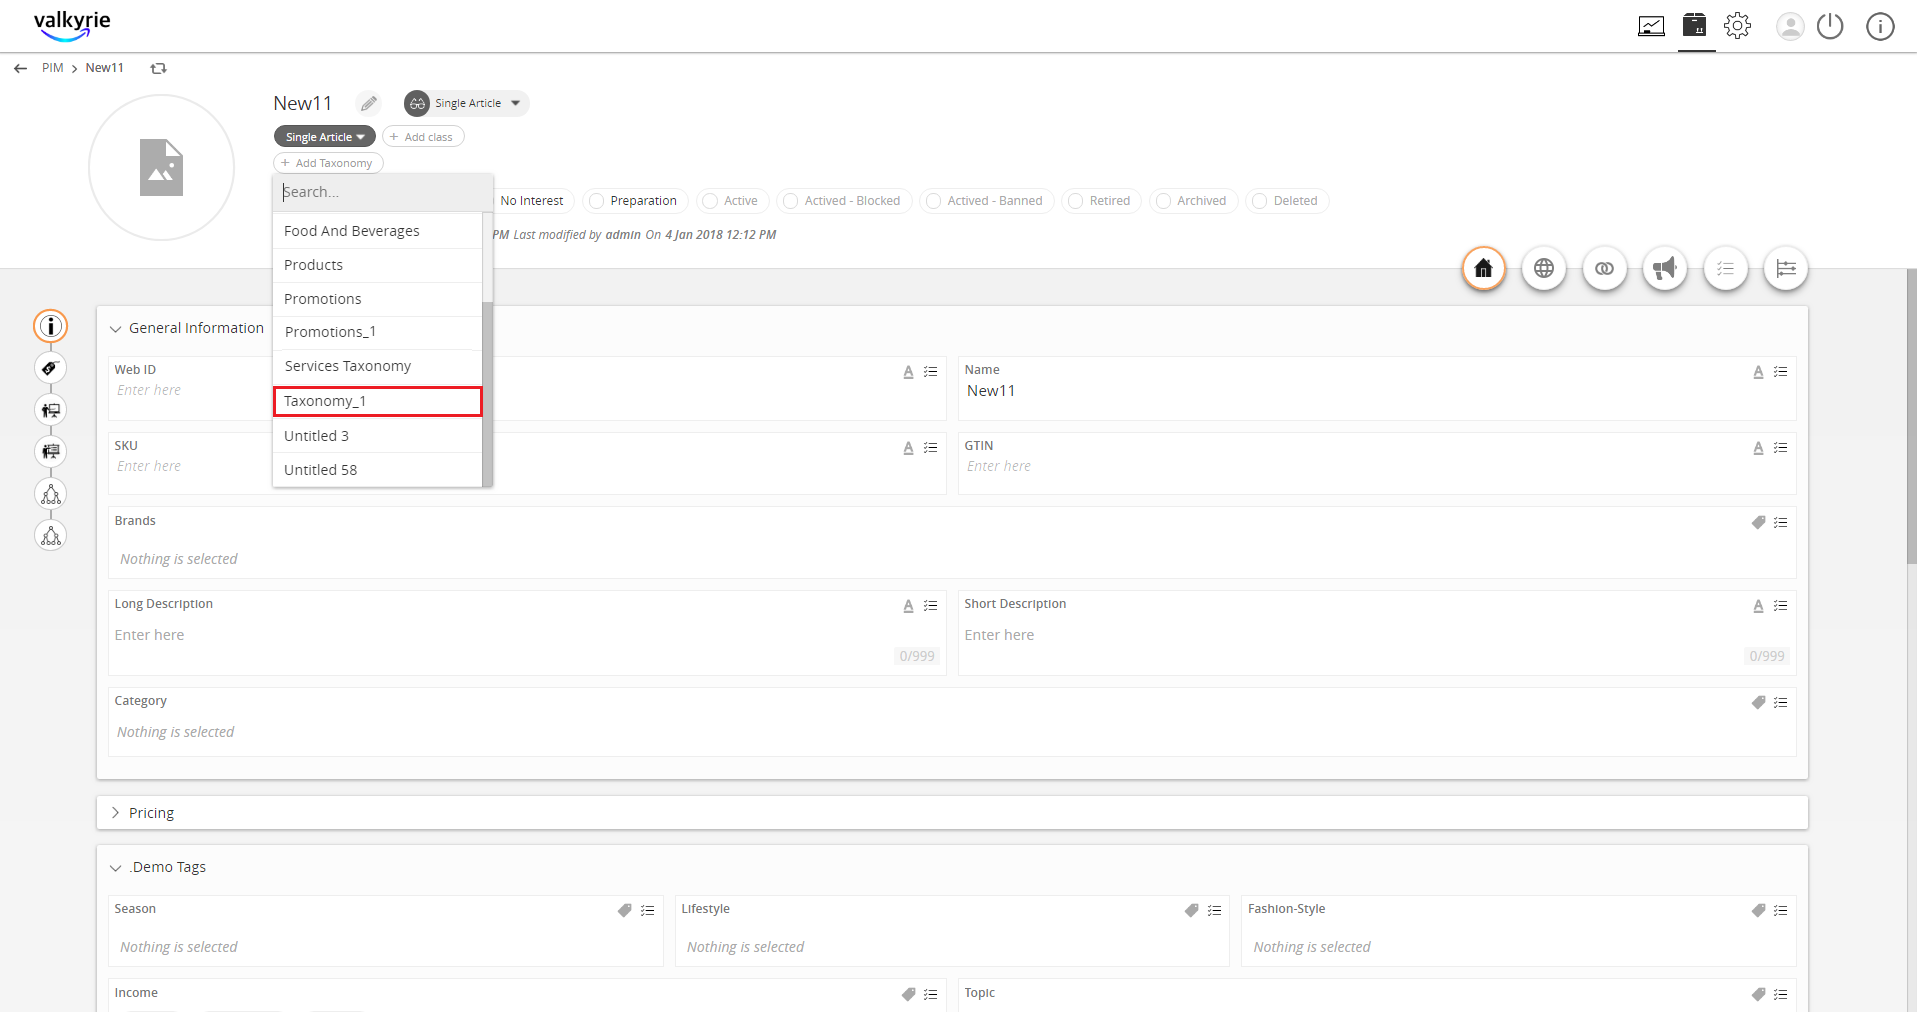 valkyrie
PIM > New11
New11
Single Article
Single Article
+ Add class
+ Add Taxonomy
Search...
No Interest Preparation Active Actived - Blocked Actived - Banned Retired Archived Deleted
PM Last modified by admin On 4 Jan 2018 12:12 PM
Food And Beverages
Products
Promotions
Promotions_1
Services Taxonomy
Taxonomy_1
Untitled 3
Untitled 58
General Information
Web ID
Enter here
Name
New11
SKU
Enter here
GTIN
Enter here
Brands
Nothing is selected
Long Description
Enter here
0/999
Short Description
Enter here
0/999
Category
Nothing is selected
Pricing
.Demo Tags
Season
Nothing is selected
Lifestyle
Nothing is selected
Fashion-Style
Nothing is selected
Income
Topic